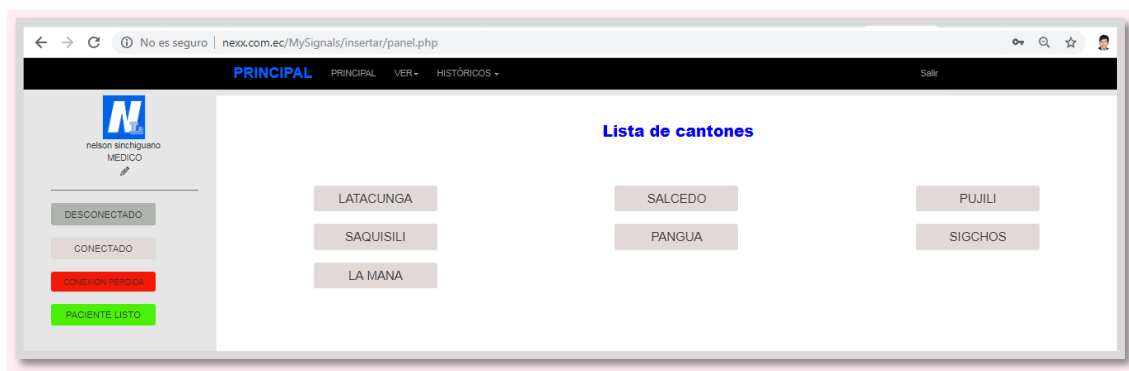 No es seguro | nexx.com.ec/MySignals/insertar/panel.php
PRINCIPAL PRINCIPAL VER HISTÓRICOS Salir
nelson sinchiguano
MEDICO
DESCONECTADO
CONECTADO
CONEXION PERDIDA
PACIENTE LISTO
Lista de cantones
LATACUNGA SALCEDO PUJILI
SAQUISILI PANGUA SIGCHOS
LA MANA